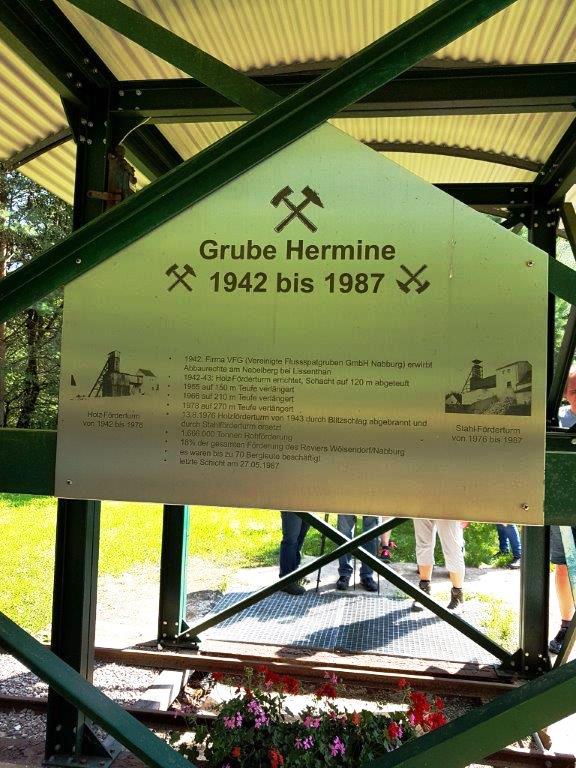 Grube Hermine
1942 bis 1987
1942: Firma VFG (Vereinigte Flussspatgruben GmbH Nabburg) erwirbt
Abbaurechte am Nebelberg bei Lissenthan
1942-43: Holz-Förderturm errichtet, Schacht auf 120 m abgeteuft
1955 auf 150 m Teufe verlängert
1966 auf 210 m Teufe verlängert
1978 auf 270 m Teufe verlängert
13.8.1976 Holzförderturm von 1943 durch Blitzschlag abgebrannt und
durch Stahlförderturm ersetzt
1.666.000 Tonnen Rohförderung
18% der gesamten Förderung des Reviers Wölsendorf/Nabburg
es waren bis zu 70 Bergleute beschäftigt
letzte Schicht am 27.05.1987
Holz-Förderturm
von 1942 bis 1976
Stahl-Förderturm
von 1976 bis 1987